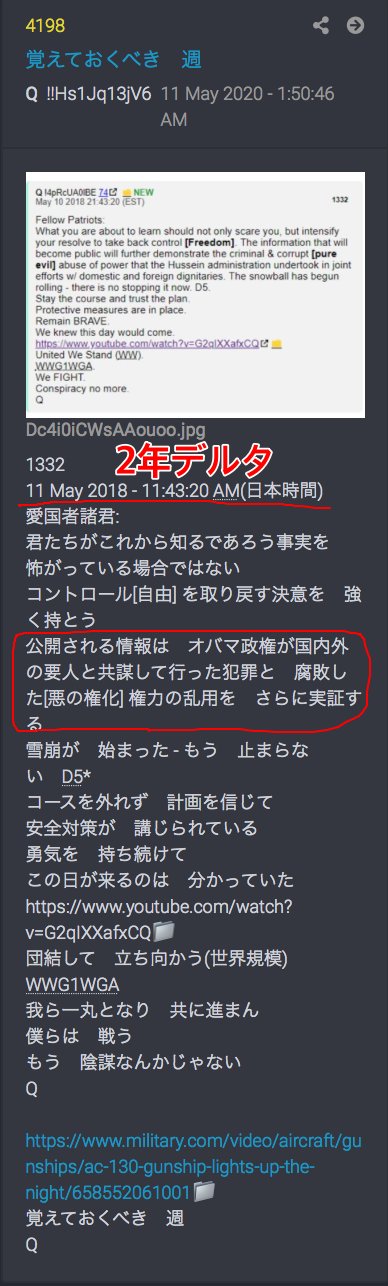 4198
覚えておくべき　週
Q !!Hs1Jq13jV6 11 May 2020 - 1:50:46
AM
Q !4pRcUA0lBE 74 NEW
May 10 2018 21:43:20 (EST)
1332
Fellow Patriots:
What you are about to learn should not only scare you, but intensify
your resolve to take back control [Freedom]. The information that will
become public will further demonstrate the criminal & corrupt [pure
evil] abuse of power that the Hussein administration undertook in joint
efforts w/ domestic and foreign dignitaries. The snowball has begun
rolling - there is no stopping it now. D5.
Stay the course and trust the plan.
Protective measures are in place.
Remain BRAVE.
We knew this day would come.
https://www.youtube.com/watch?v=G2qIXXafxCQ
United We Stand (WW).
WWG1WGA.
We FIGHT.
Conspiracy no more.
Q
Dc4i0iCWsAAouoo.jpg
2年デルタ
1332
11 May 2018 - 11:43:20 AM(日本時間)
愛国者諸君:
君たちがこれから知るであろう事実を
怖がっている場合ではない
コントロール[自由] を取り戻す決意を　強
く持とう
公開される情報は　オバマ政権が国内外
の要人と共謀して行った犯罪と　腐敗し
た[悪の権化] 権力の乱用を　さらに実証す
る
雪崩が　始まった - もう　止まらな
い　D5*
コースを外れず　計画を信じて
安全対策が　講じられている
勇気を　持ち続けて
この日が来るのは　分かっていた
https://www.youtube.com/watch?
v=G2qIXXafxCQ
団結して　立ち向かう(世界規模)
WWG1WGA
我ら一丸となり　共に進まん
僕らは　戦う
もう　陰謀なんかじゃない
Q
https://www.military.com/video/aircraft/gu
nships/ac-130-gunship-lights-up-the-
night/658552061001
覚えておくべき　週
Q